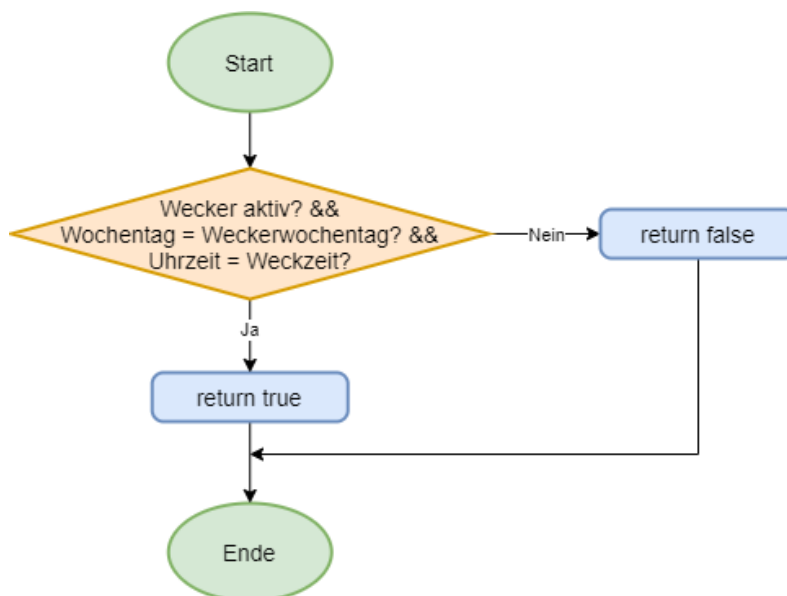 Start
Wecker aktiv? &&
Wochentag = Weckerwochentag? &&
Uhrzeit = Weckzeit?
Nein
return false
Ja
return true
Ende